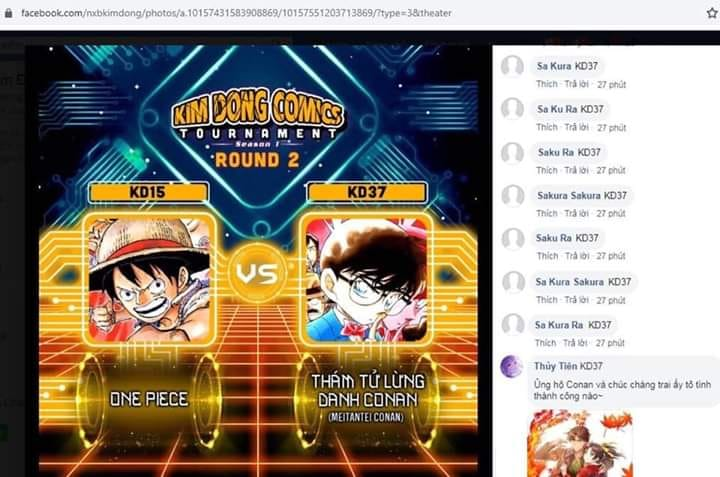 facebook.com/nxbkimdong/photos/a.10157431583908869/10157551203713869/?type=3&theater
KIM ĐỒNG COMICS
TOURNAMENT
Season 1
ROUND 2
KD15
KD37
VS
ONE PIECE
THÁM TỬ LỪNG
DANH CONAN
(MEITANTEI CONAN)
Sa Kura KD37
Thích · Trả lời · 27 phút
Sa Ku Ra KD37
Thích · Trả lời · 27 phút
Saku Ra KD37
Thích · Trả lời · 27 phút
Sakura Sakura KD37
Thích · Trả lời · 27 phút
Saku Ra KD37
Thích · Trả lời · 27 phút
Sa Kura Sakura KD37
Thích · Trả lời · 27 phút
Sa Kura Ra KD37
Thích · Trả lời · 27 phút
Thủy Tiên KD37
Ủng hộ Conan và chúc chàng trai ấy tỏ tình
thành công nào~